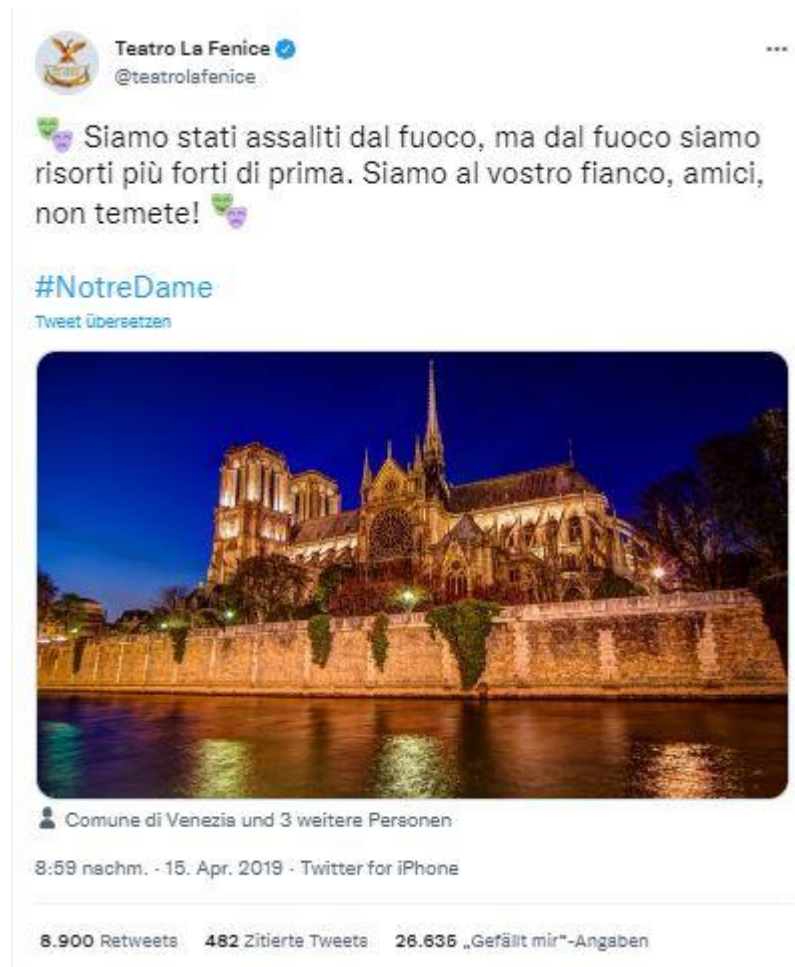 Teatro La Fenice
@teatrolafenice
Siamo stati assaliti dal fuoco, ma dal fuoco siamo
risorti più forti di prima. Siamo al vostro fianco, amici,
non temete!
#NotreDame
Tweet übersetzen
Comune di Venezia und 3 weitere Personen
8:59 nachm. · 15. Apr. 2019 · Twitter for iPhone
8.900 Retweets 482 Zitierte Tweets 26.635 „Gefällt mir“-Angaben